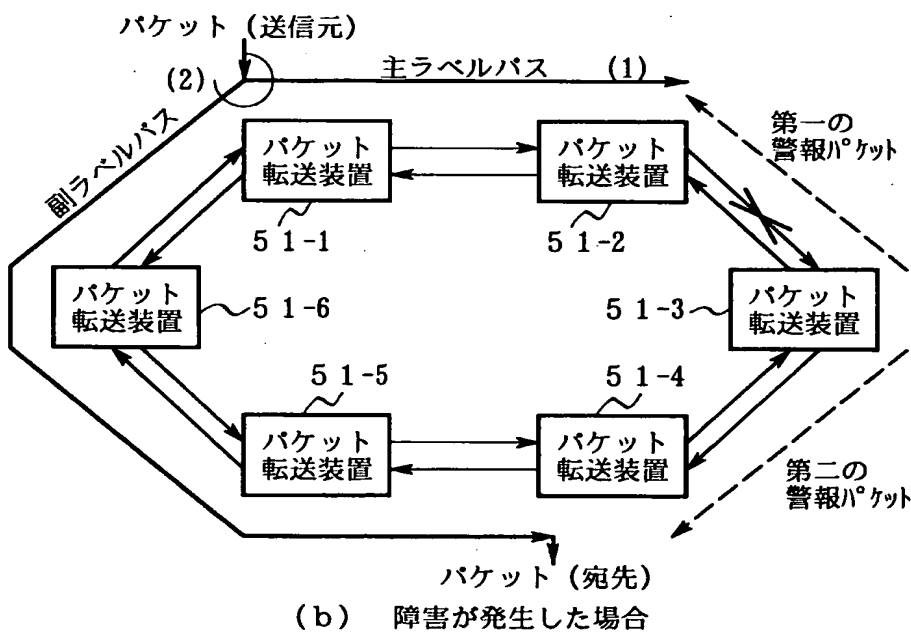 パケット (送信元)
(2)
主ラベルパス (1)
副ラベルパス
第一の
警報パケット
パケット
転送装置
51-1
パケット
転送装置
51-2
パケット
転送装置
51-6
パケット
転送装置
51-3
51-5
パケット
転送装置
51-4
パケット
転送装置
第二の
警報パケット
パケット (宛先)
(b) 障害が発生した場合